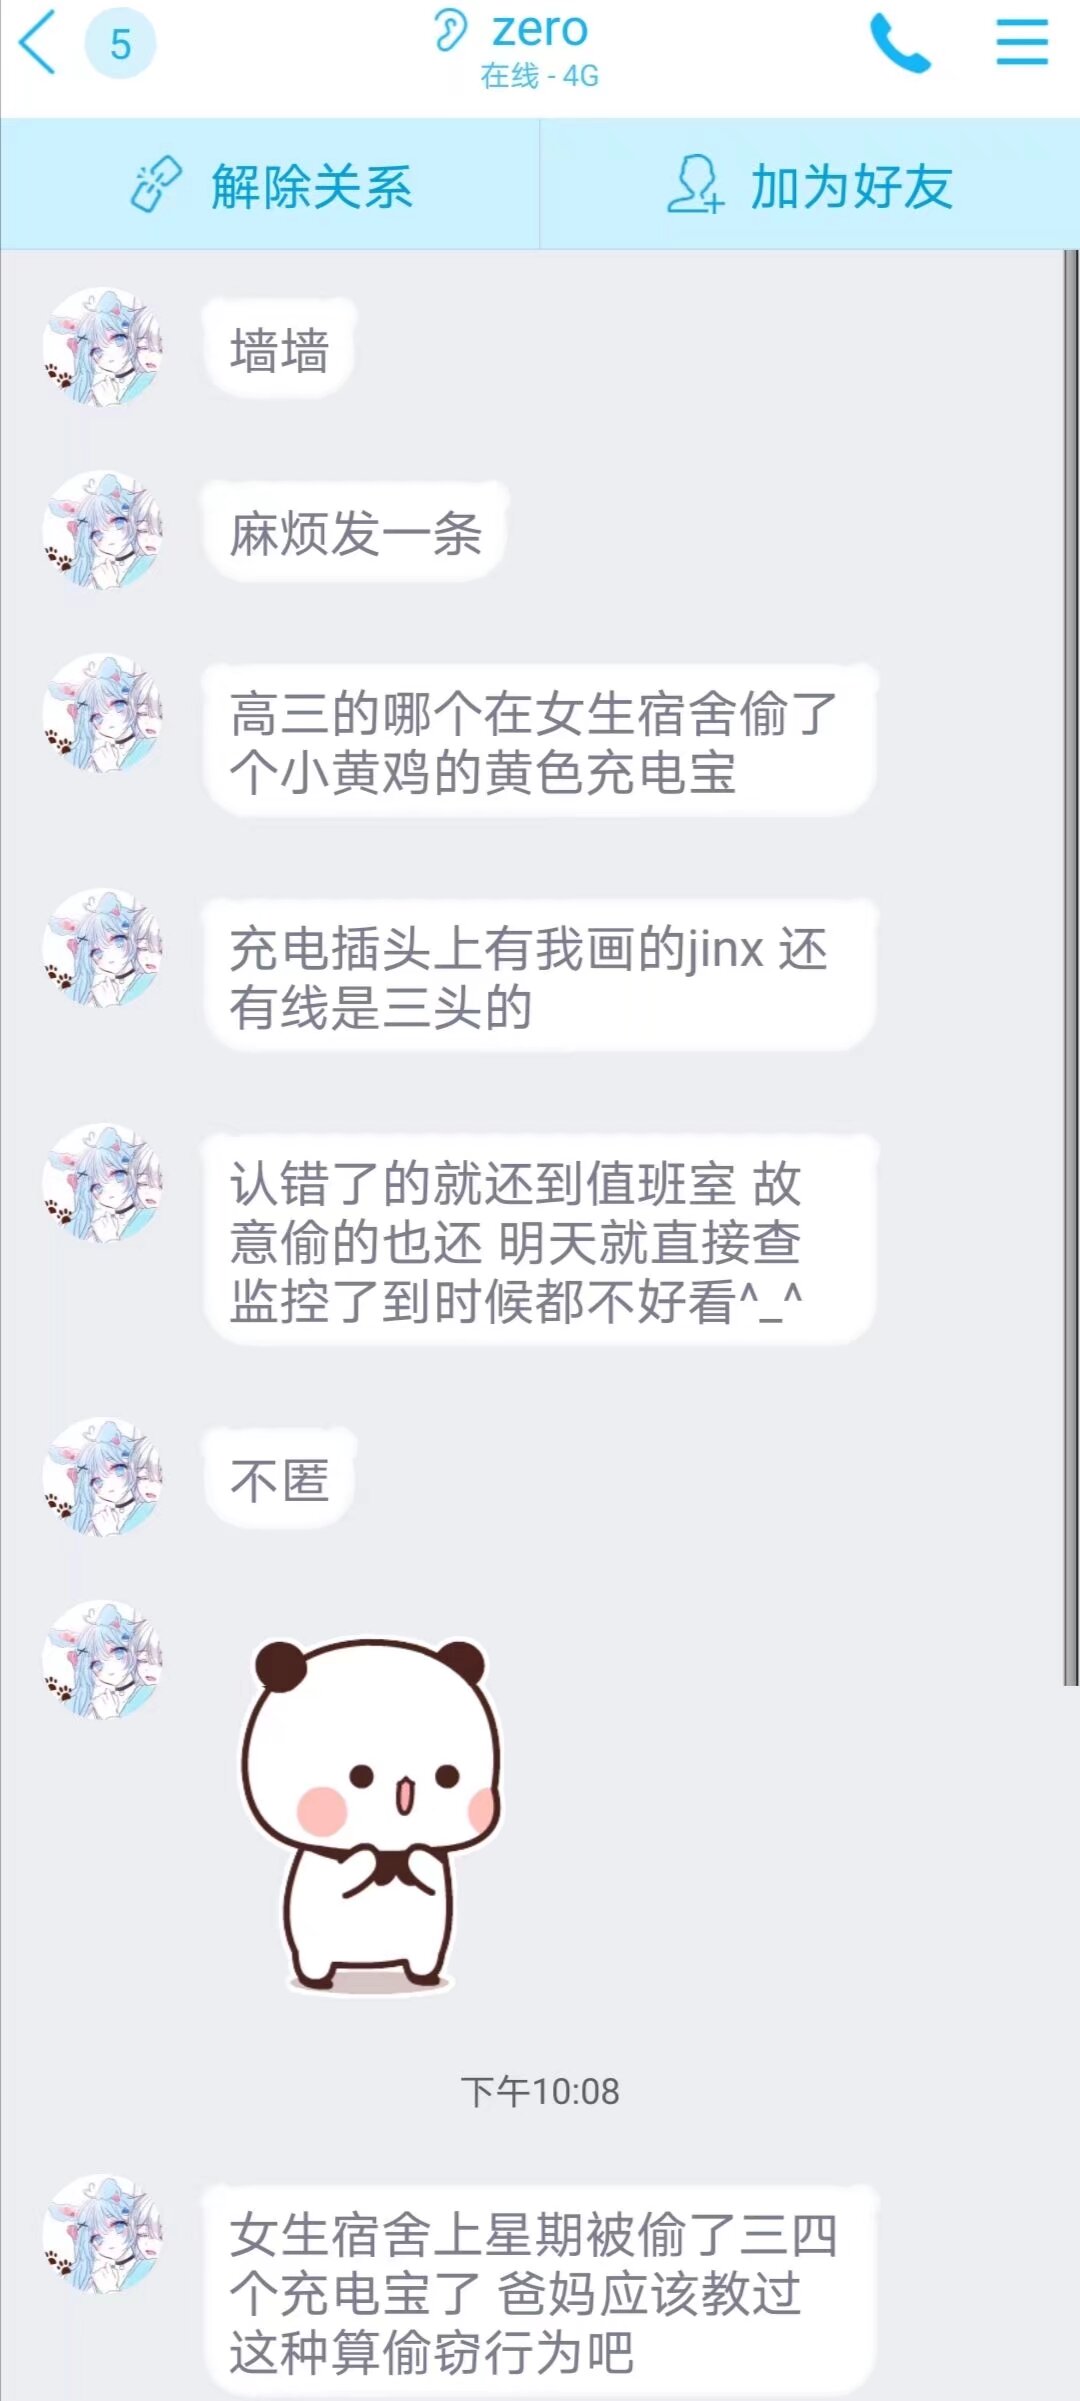 5
zero
在线 - 4G
解除关系
加为好友
墙墙
麻烦发一条
高三的哪个在女生宿舍偷了
个小黄鸡的黄色充电宝
充电插头上有我画的jinx 还
有线是三头的
认错了的就还到值班室 故
意偷的也还 明天就直接查
监控了到时候都不好看^_^
不匿
下午10:08
女生宿舍上星期被偷了三四
个充电宝了 爸妈应该教过
这种算偷窃行为吧